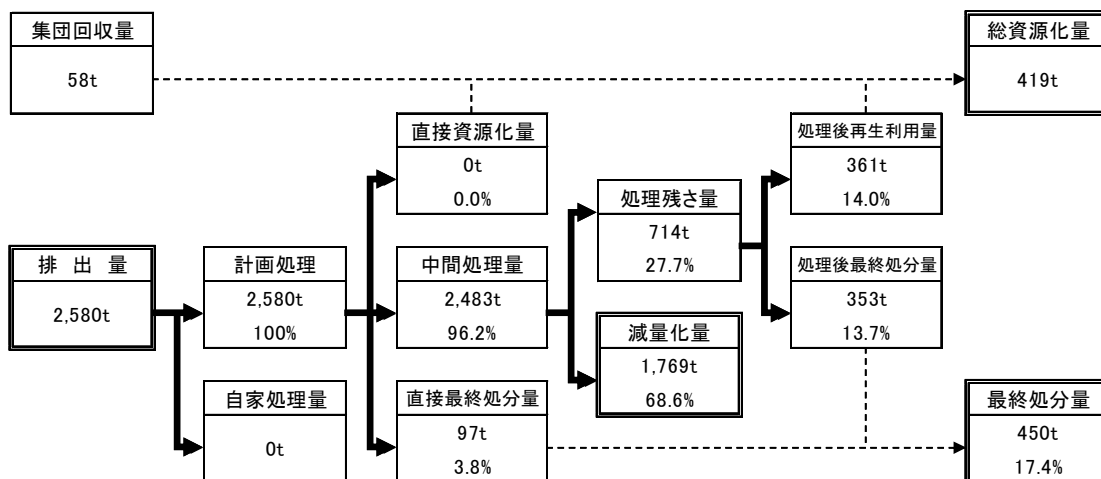 集団回収量
58t
総資源化量
419t
直接資源化量
0t
0.0%
処理後再生利用量
361t
14.0%
処理残さ量
714t
27.7%
排 出 量
2,580t
計画処理
2,580t
100%
中間処理量
2,483t
96.2%
処理後最終処分量
353t
13.7%
減量化量
1,769t
68.6%
自家処理量
0t
直接最終処分量
97t
3.8%
最終処分量
450t
17.4%